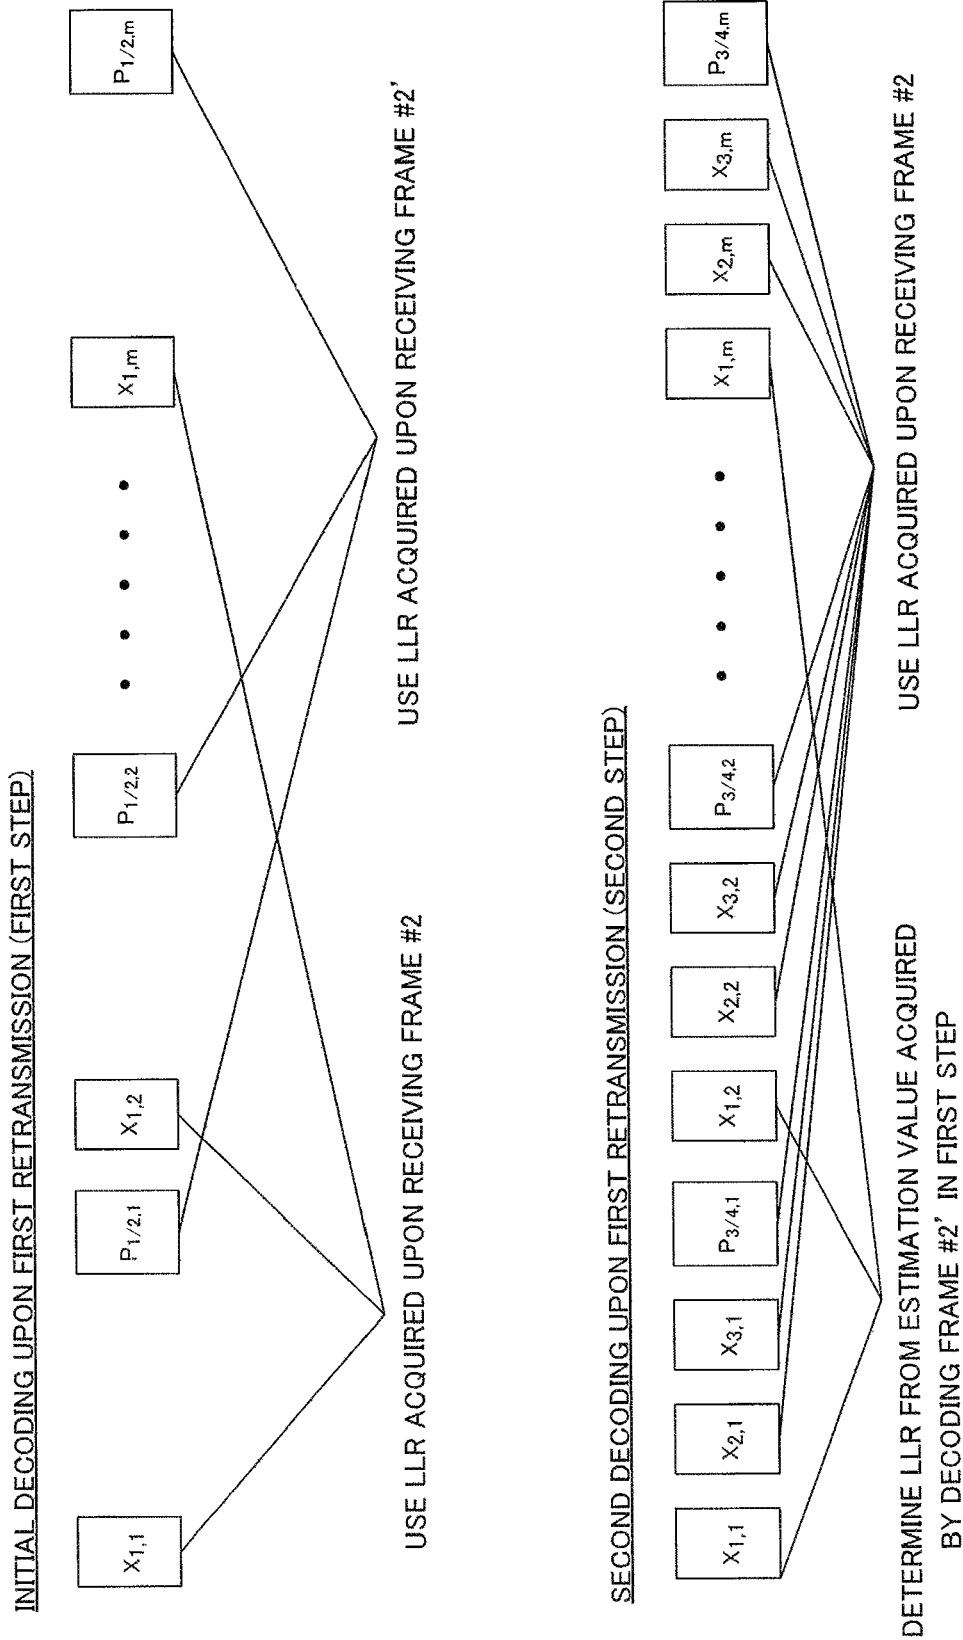 INITIAL DECODING UPON FIRST RETRANSMISSION (FIRST STEP)
X1,1
P1/2,1
X1,2
P1/2,2
X1,m
P1/2,m
USE LLR ACQUIRED UPON RECEIVING FRAME #2
USE LLR ACQUIRED UPON RECEIVING FRAME #2'
SECOND DECODING UPON FIRST RETRANSMISSION (SECOND STEP)
X1,1
X2,1
X3,1
P3/4,1
X1,2
X2,2
X3,2
P3/4,2
X1,m
X2,m
X3,m
P3/4,m
DETERMINE LLR FROM ESTIMATION VALUE ACQUIRED
BY DECODING FRAME #2' IN FIRST STEP
USE LLR ACQUIRED UPON RECEIVING FRAME #2